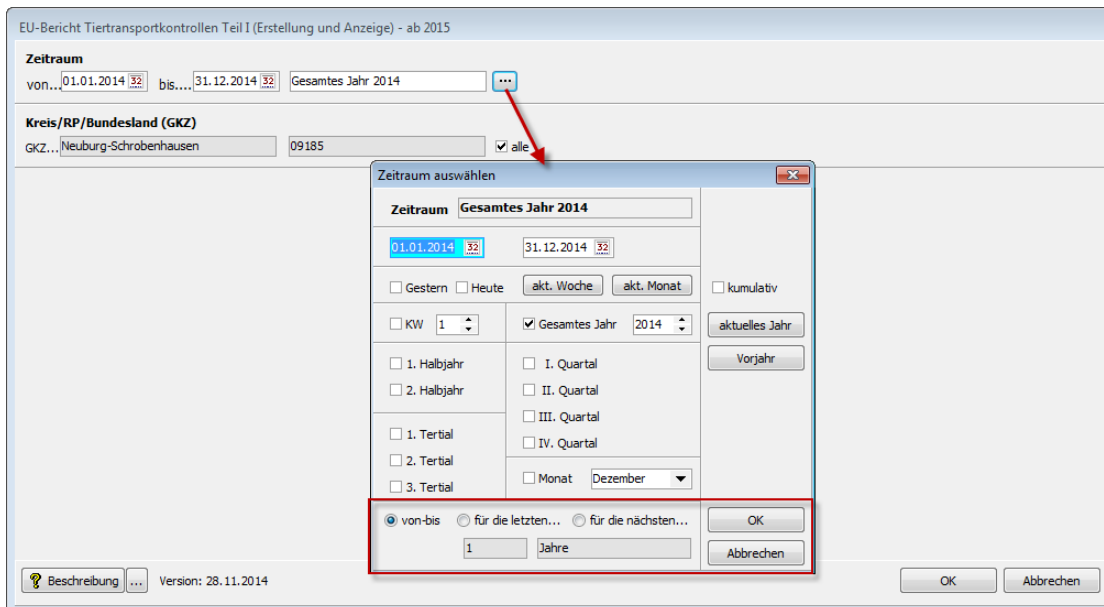 EU-Bericht Tiertransportkontrollen Teil I (Erstellung und Anzeige) - ab 2015
Zeitraum
von... 01.01.2014 32 bis.... 31.12.2014 32 Gesamtes Jahr 2014 ...
Kreis/RP/Bundesland (GKZ)
GKZ... Neuburg-Schrobenhausen 09185 alle
Zeitraum auswählen
Zeitraum Gesamtes Jahr 2014
01.01.2014 32 31.12.2014 32
Gestern Heute akt. Woche akt. Monat kumulativ
KW 1 Gesamtes Jahr 2014 aktuelles Jahr
1. Halbjahr I. Quartal Vorjahr
2. Halbjahr II. Quartal
III. Quartal
1. Tertial IV. Quartal
2. Tertial
3. Tertial Monat Dezember
von-bis für die letzten... für die nächsten... OK
1 Jahre Abbrechen
? Beschreibung ... Version: 28.11.2014 OK Abbrechen